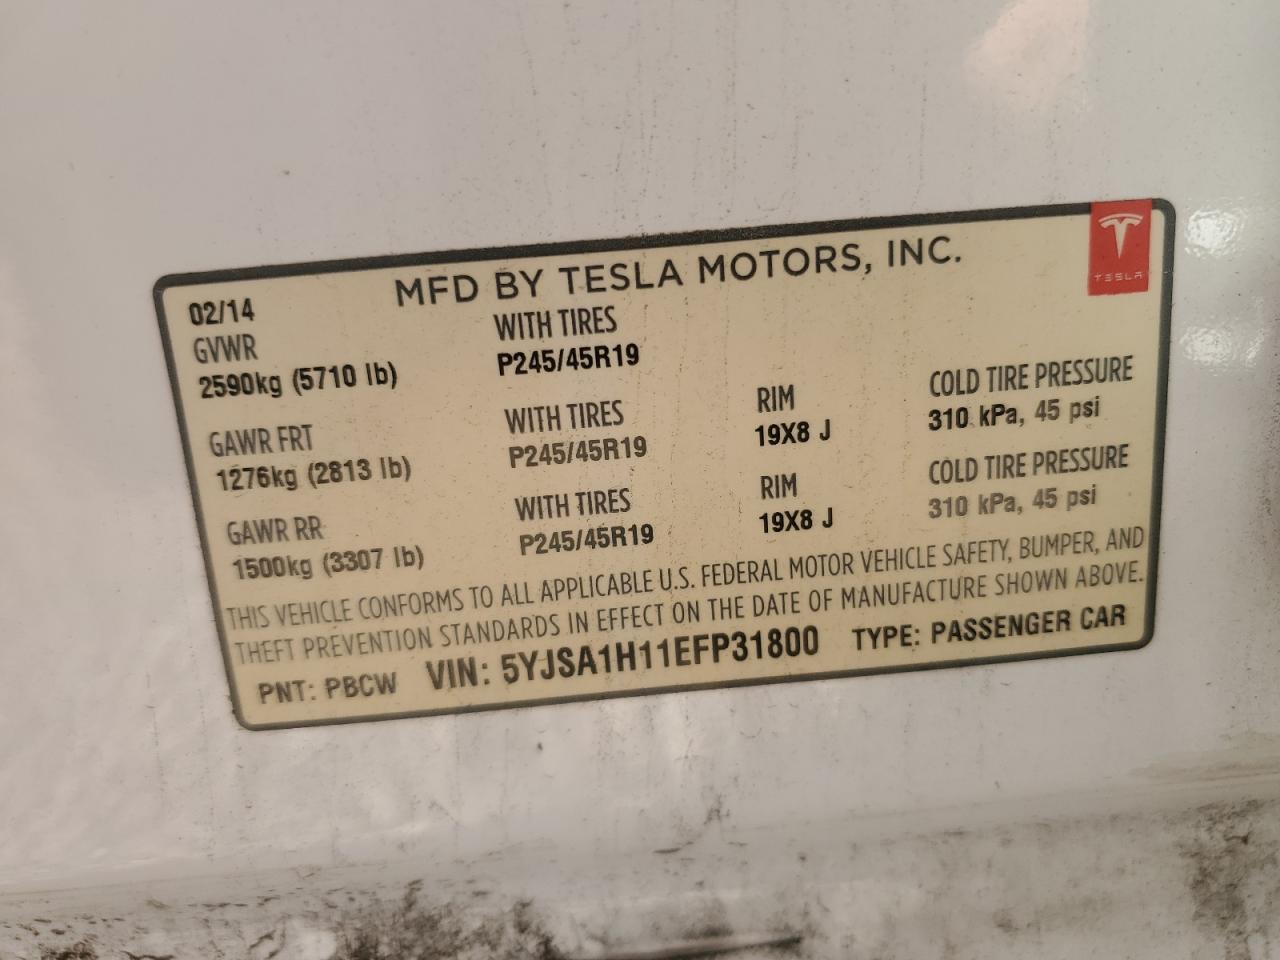 MFD BY TESLA MOTORS, INC.
TESLA
02/14
GVWR WITH TIRES
2590kg (5710 lb) P245/45R19
GAWR FRT WITH TIRES RIM COLD TIRE PRESSURE
1276kg (2813 lb) P245/45R19 19X8 J 310 kPa, 45 psi
GAWR RR WITH TIRES RIM COLD TIRE PRESSURE
1500kg (3307 lb) P245/45R19 19X8 J 310 kPa, 45 psi
THIS VEHICLE CONFORMS TO ALL APPLICABLE U.S. FEDERAL MOTOR VEHICLE SAFETY, BUMPER, AND
THEFT PREVENTION STANDARDS IN EFFECT ON THE DATE OF MANUFACTURE SHOWN ABOVE.
PNT: PBCW VIN: 5YJSA1H11EFP31800 TYPE: PASSENGER CAR